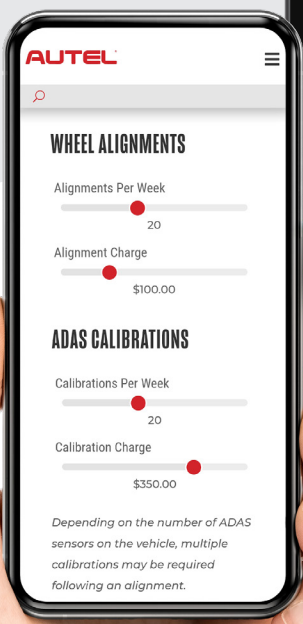 AUTEL
WHEEL ALIGNMENTS
Alignments Per Week
20
Alignment Charge
$100.00
ADAS CALIBRATIONS
Calibrations Per Week
20
Calibration Charge
$350.00
Depending on the number of ADAS
sensors on the vehicle, multiple
calibrations may be required
following an alignment.